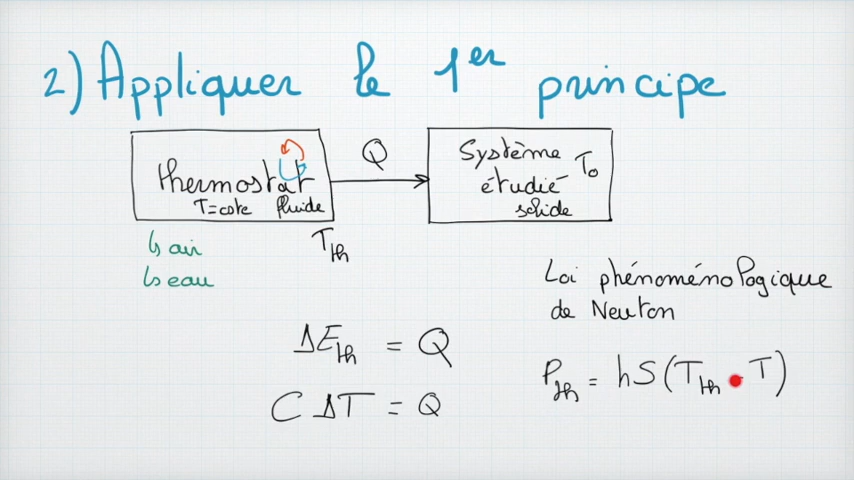 2) Appliquer le 1er principe
thermostat
T=cste fluide
Q
Système
étudié
solide
T0
↳ air
↳ eau
Tth
Loi phénoménologique
de Newton
ΔEth = Q
Pth = hS(Tth - T)
C ΔT = Q